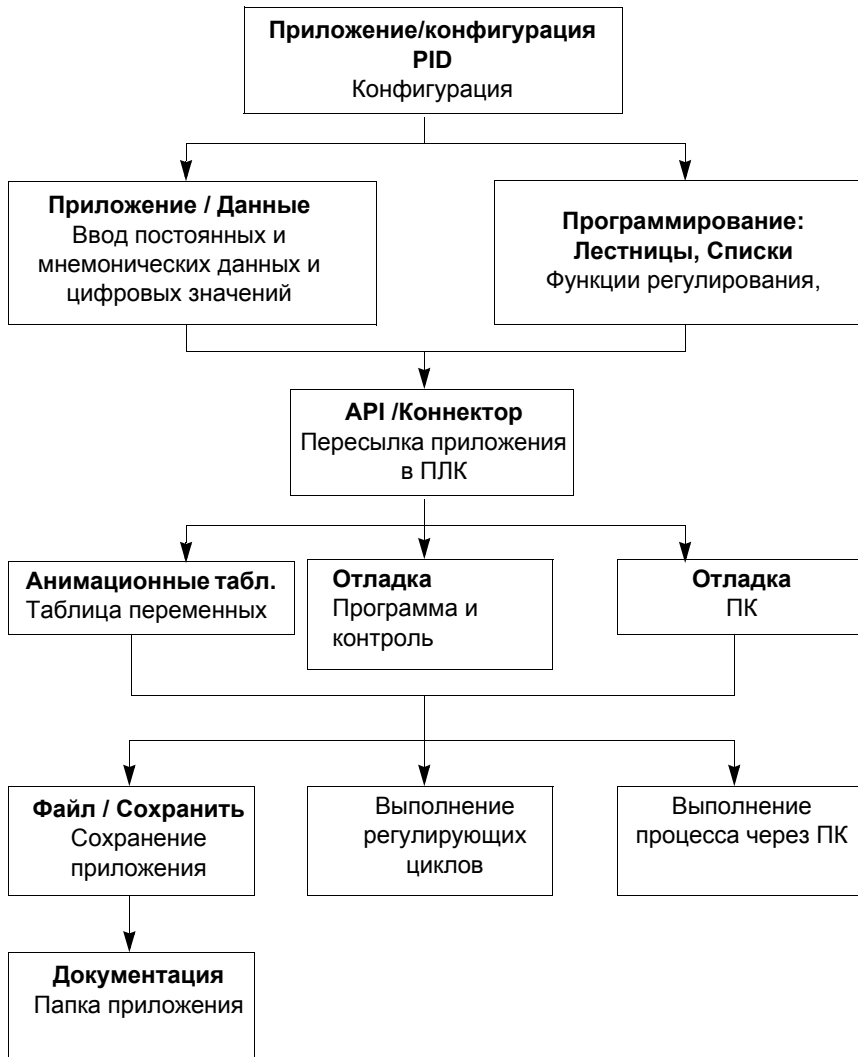 Приложение/конфигурация
PID
Конфигурация
Приложение / Данные
Ввод постоянных и
мнемонических данных и
цифровых значений
Программирование:
Лестницы, Списки
Функции регулирования,
API /Коннектор
Пересылка приложения
в ПЛК
Анимационные табл.
Таблица переменных
Отладка
Программа и
контроль
Отладка
ПК
Файл / Сохранить
Сохранение
приложения
Выполнение
регулирующих
циклов
Выполнение
процесса через ПК
Документация
Папка приложения